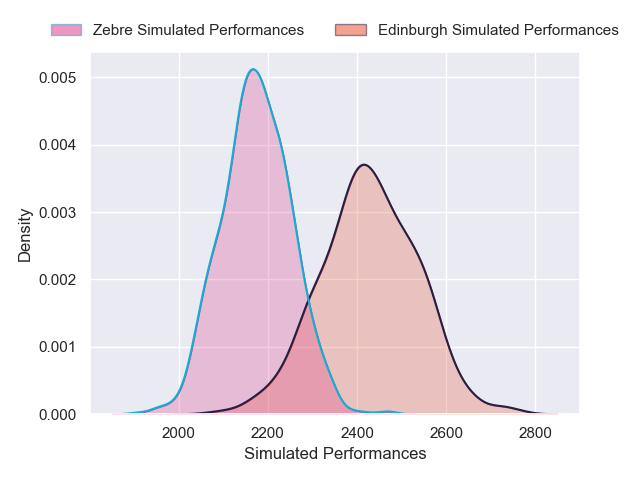 Zebre Simulated Performances Edinburgh Simulated Performances
0.005
0.004
0.003
0.002
0.001
0.000
Density
2000 2200 2400 2600 2800
Simulated Performances